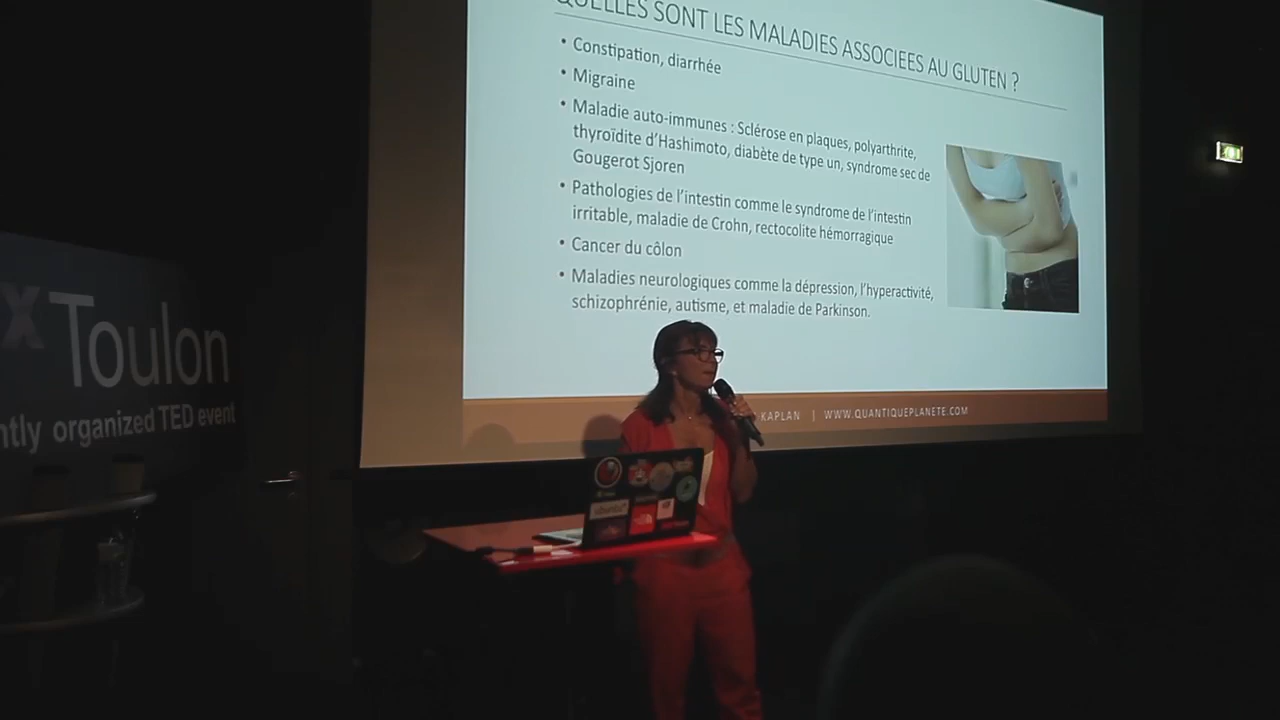 QUELLES SONT LES MALADIES ASSOCIEES AU GLUTEN ?
• Constipation, diarrhée
• Migraine
• Maladie auto-immunes : Sclérose en plaques, polyarthrite,
thyroïdite d'Hashimoto, diabète de type un, syndrome sec de
Gougerot Sjoren
• Pathologies de l'intestin comme le syndrome de l'intestin
irritable, maladie de Crohn, rectocolite hémorragique
• Cancer du côlon
• Maladies neurologiques comme la dépression, l'hyperactivité,
schizophrénie, autisme, et maladie de Parkinson.
KAPLAN | WWW.QUANTIQUEPLANETE.COM
x Toulon
ntly organized TED event
ubuntu